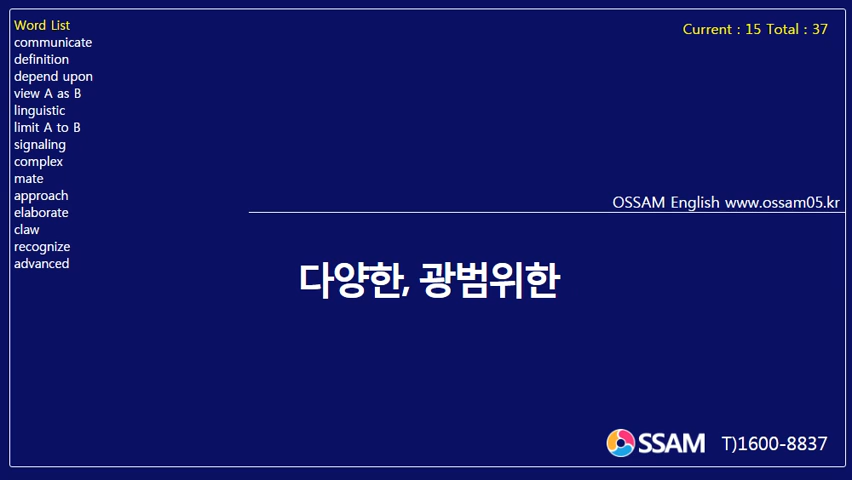 Word List
communicate
definition
depend upon
view A as B
linguistic
limit A to B
signaling
complex
mate
approach
elaborate
claw
recognize
advanced
Current : 15 Total : 37
OSSAM English www.ossam05.kr
다양한, 광범위한
OSSAM T)1600-8837